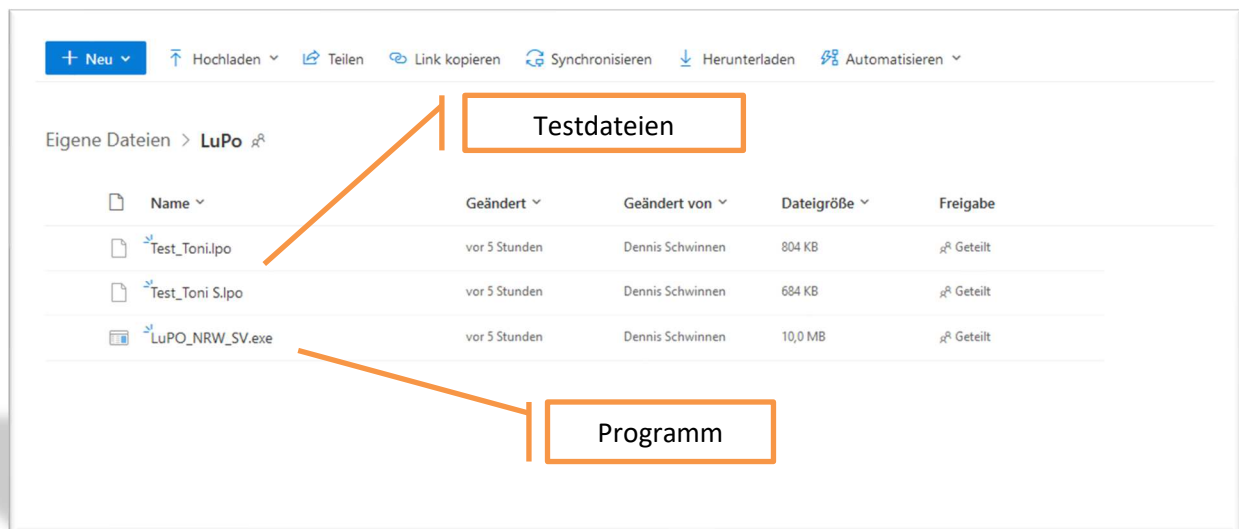 Neu Hochladen Teilen Link kopieren Synchronisieren Herunterladen Automatisieren
Testdateien
Eigene Dateien > LuPo
Name Geändert Geändert von Dateigröße Freigabe
Test_Toni.lpo vor 5 Stunden Dennis Schwinnen 804 KB Geteilt
Test_Toni S.lpo vor 5 Stunden Dennis Schwinnen 684 KB Geteilt
LuPO_NRW_SV.exe vor 5 Stunden Dennis Schwinnen 10,0 MB Geteilt
Programm